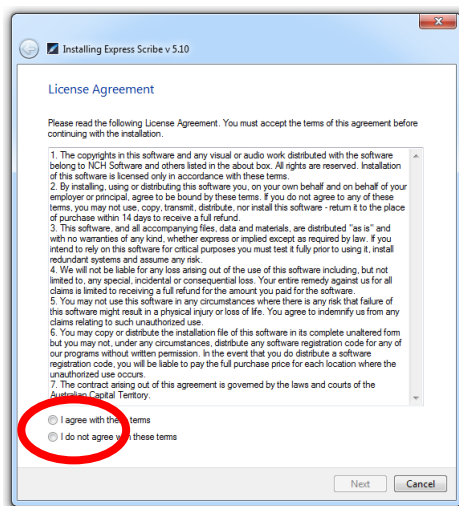 Installing Express Scribe v 5.10
License Agreement
Please read the following License Agreement. You must accept the terms of this agreement before
continuing with the installation.
1. The copyrights in this software and any visual or audio work distributed with the software
belong to NCH Software and others listed in the about box. All rights are reserved. Installation
of this software is licensed only in accordance with these terms.
2. By installing, using or distributing this software you, on your own behalf and on behalf of your
employer or principal, agree to be bound by these terms. If you do not agree to any of these
terms, you may not use, copy, transmit, distribute, nor install this software - return it to the place
of purchase within 14 days to receive a full refund.
3. This software, and all accompanying files, data and materials, are distributed "as is" and
with no warranties of any kind, whether express or implied except as required by law. If you
intend to rely on this software for critical purposes you must test it fully prior to using it, install
redundant systems and assume any risk.
4. We will not be liable for any loss arising out of the use of this software including, but not
limited to, any special, incidental or consequential loss. Your entire remedy against us for all
claims is limited to receiving a full refund for the amount you paid for the software.
5. You may not use this software in any circumstances where there is any risk that failure of
this software might result in a physical injury or loss of life. You agree to indemnify us from any
claims relating to such unauthorized use.
6. You may copy or distribute the installation file of this software in its complete unaltered form
but you may not, under any circumstances, distribute any software registration code for any of
our programs without written permission. In the event that you do distribute a software
registration code, you will be liable to pay the full purchase price for each location where the
unauthorized use occurs.
7. The contract arising out of this agreement is governed by the laws and courts of the
Australian Capital Territory.
I agree with these terms
I do not agree with these terms
Next
Cancel